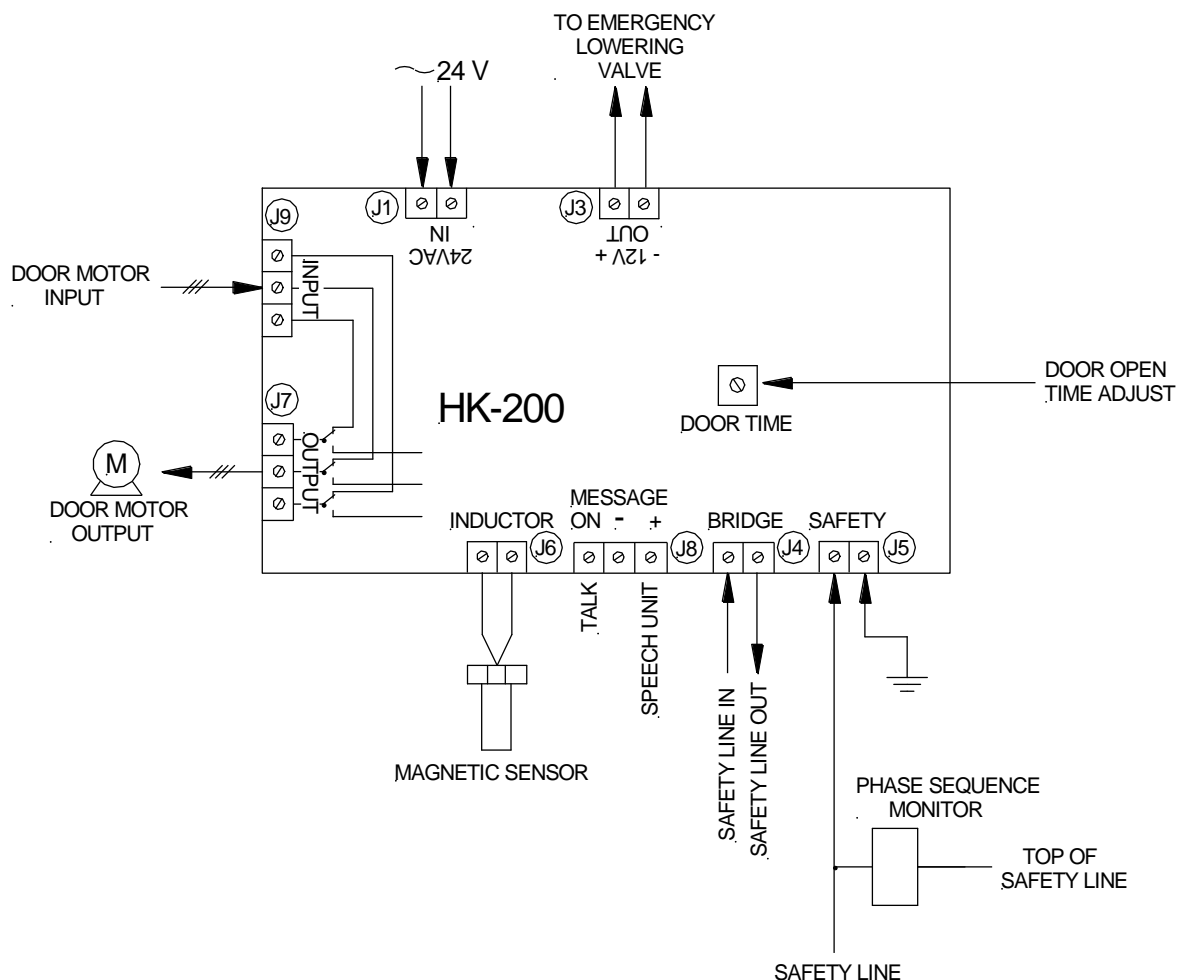 TO EMERGENCY
LOWERING
VALVE
~24 V
J9
J1
J3
24VAC
IN
- 12V +
OUT
DOOR MOTOR
INPUT
INPUT
DOOR OPEN
TIME ADJUST
DOOR TIME
HK-200
J7
OUTPUT
M
DOOR MOTOR
OUTPUT
INDUCTOR
J6
MESSAGE
ON - +
J8
BRIDGE
J4
SAFETY
J5
TALK
SPEECH UNIT
SAFETY LINE IN
SAFETY LINE OUT
MAGNETIC SENSOR
PHASE SEQUENCE
MONITOR
TOP OF
SAFETY LINE
SAFETY LINE